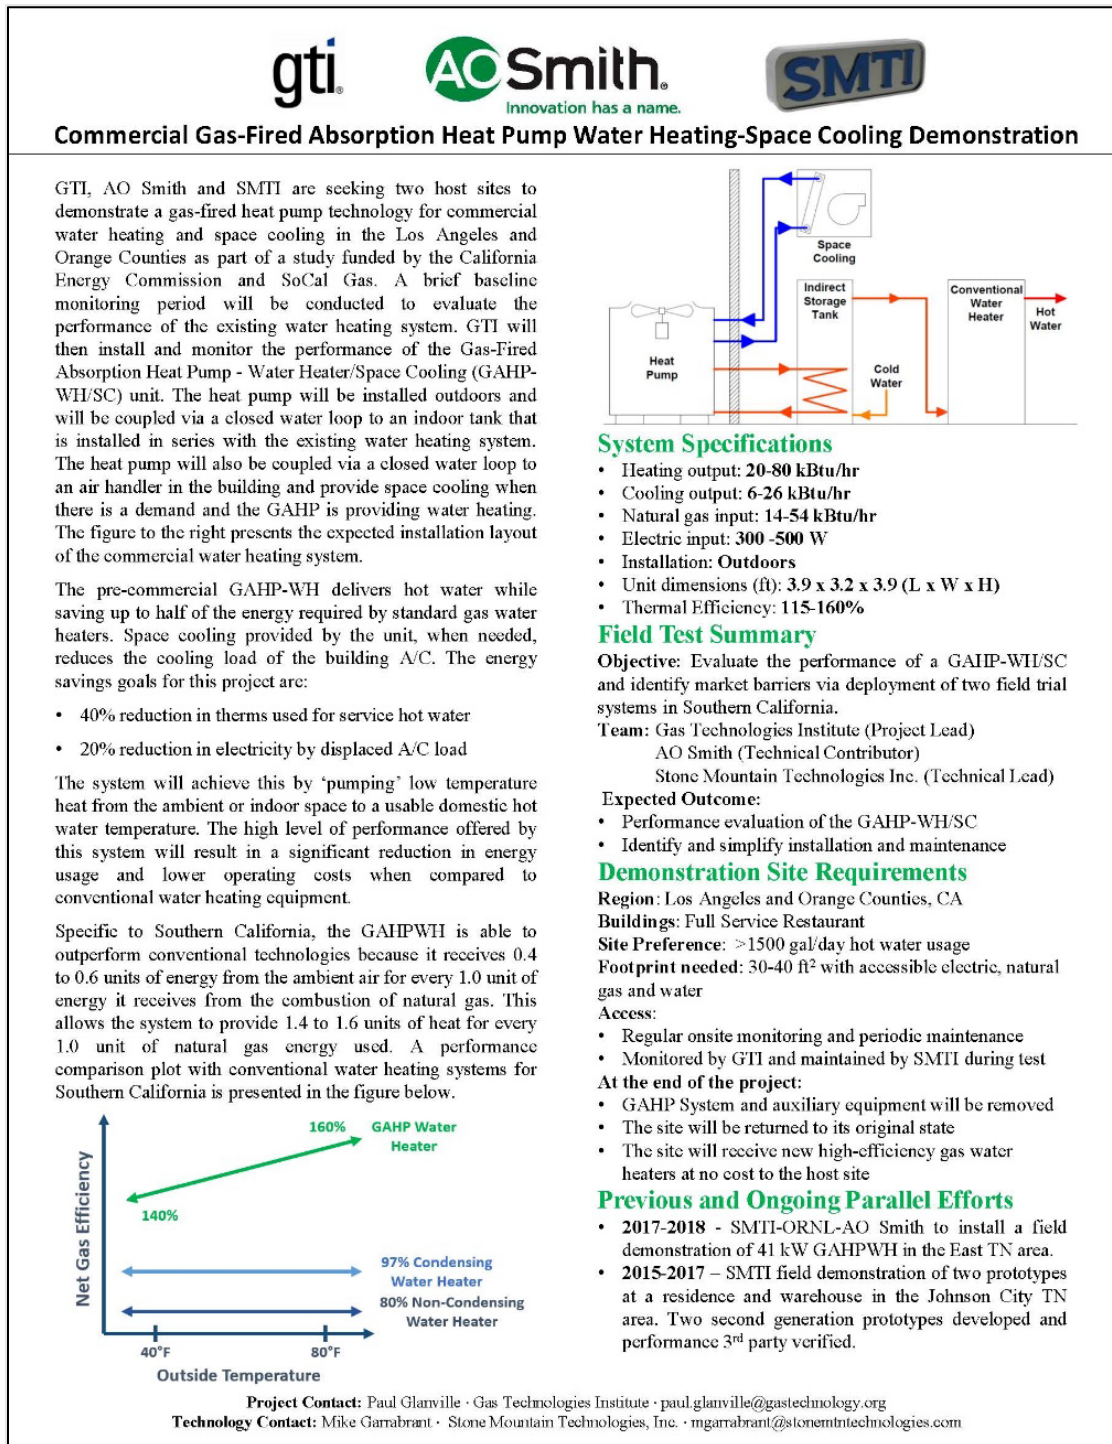 gti®
AO Smith®
Innovation has a name.
SMTI
Commercial Gas-Fired Absorption Heat Pump Water Heating-Space Cooling Demonstration
GTI, AO Smith and SMTI are seeking two host sites to
demonstrate a gas-fired heat pump technology for commercial
water heating and space cooling in the Los Angeles and
Orange Counties as part of a study funded by the California
Energy Commission and SoCal Gas. A brief baseline
monitoring period will be conducted to evaluate the
performance of the existing water heating system. GTI will
then install and monitor the performance of the Gas-Fired
Absorption Heat Pump - Water Heater/Space Cooling (GAHP-
WH/SC) unit. The heat pump will be installed outdoors and
will be coupled via a closed water loop to an indoor tank that
is installed in series with the existing water heating system.
The heat pump will also be coupled via a closed water loop to
an air handler in the building and provide space cooling when
there is a demand and the GAHP is providing water heating.
The figure to the right presents the expected installation layout
of the commercial water heating system.
The pre-commercial GAHP-WH delivers hot water while
saving up to half of the energy required by standard gas water
heaters. Space cooling provided by the unit, when needed,
reduces the cooling load of the building A/C. The energy
savings goals for this project are:
• 40% reduction in therms used for service hot water
• 20% reduction in electricity by displaced A/C load
The system will achieve this by ‘pumping’ low temperature
heat from the ambient or indoor space to a usable domestic hot
water temperature. The high level of performance offered by
this system will result in a significant reduction in energy
usage and lower operating costs when compared to
conventional water heating equipment.
Specific to Southern California, the GAHPWH is able to
outperform conventional technologies because it receives 0.4
to 0.6 units of energy from the ambient air for every 1.0 unit of
energy it receives from the combustion of natural gas. This
allows the system to provide 1.4 to 1.6 units of heat for every
1.0 unit of natural gas energy used. A performance
comparison plot with conventional water heating systems for
Southern California is presented in the figure below.
Net Gas Efficiency
160%
GAHP Water
Heater
140%
97% Condensing
Water Heater
80% Non-Condensing
Water Heater
40°F
80°F
Outside Temperature
Space
Cooling
Indirect
Storage
Tank
Conventional
Water
Heater
Hot
Water
Heat
Pump
Cold
Water
System Specifications
• Heating output: 20-80 kBtu/hr
• Cooling output: 6-26 kBtu/hr
• Natural gas input: 14-54 kBtu/hr
• Electric input: 300 -500 W
• Installation: Outdoors
• Unit dimensions (ft): 3.9 x 3.2 x 3.9 (L x W x H)
• Thermal Efficiency: 115-160%
Field Test Summary
Objective: Evaluate the performance of a GAHP-WH/SC
and identify market barriers via deployment of two field trial
systems in Southern California.
Team: Gas Technologies Institute (Project Lead)
AO Smith (Technical Contributor)
Stone Mountain Technologies Inc. (Technical Lead)
Expected Outcome:
• Performance evaluation of the GAHP-WH/SC
• Identify and simplify installation and maintenance
Demonstration Site Requirements
Region: Los Angeles and Orange Counties, CA
Buildings: Full Service Restaurant
Site Preference: >1500 gal/day hot water usage
Footprint needed: 30-40 ft² with accessible electric, natural
gas and water
Access:
• Regular onsite monitoring and periodic maintenance
• Monitored by GTI and maintained by SMTI during test
At the end of the project:
• GAHP System and auxiliary equipment will be removed
• The site will be returned to its original state
• The site will receive new high-efficiency gas water
heaters at no cost to the host site
Previous and Ongoing Parallel Efforts
• 2017-2018 - SMTI-ORNL-AO Smith to install a field
demonstration of 41 kW GAHPWH in the East TN area.
• 2015-2017 – SMTI field demonstration of two prototypes
at a residence and warehouse in the Johnson City TN
area. Two second generation prototypes developed and
performance 3rd party verified.
Project Contact: Paul Glanville · Gas Technologies Institute · paul.glanville@gastechnology.org
Technology Contact: Mike Garrabrant · Stone Mountain Technologies, Inc. · mgarrabrant@stonemtntechnologies.com